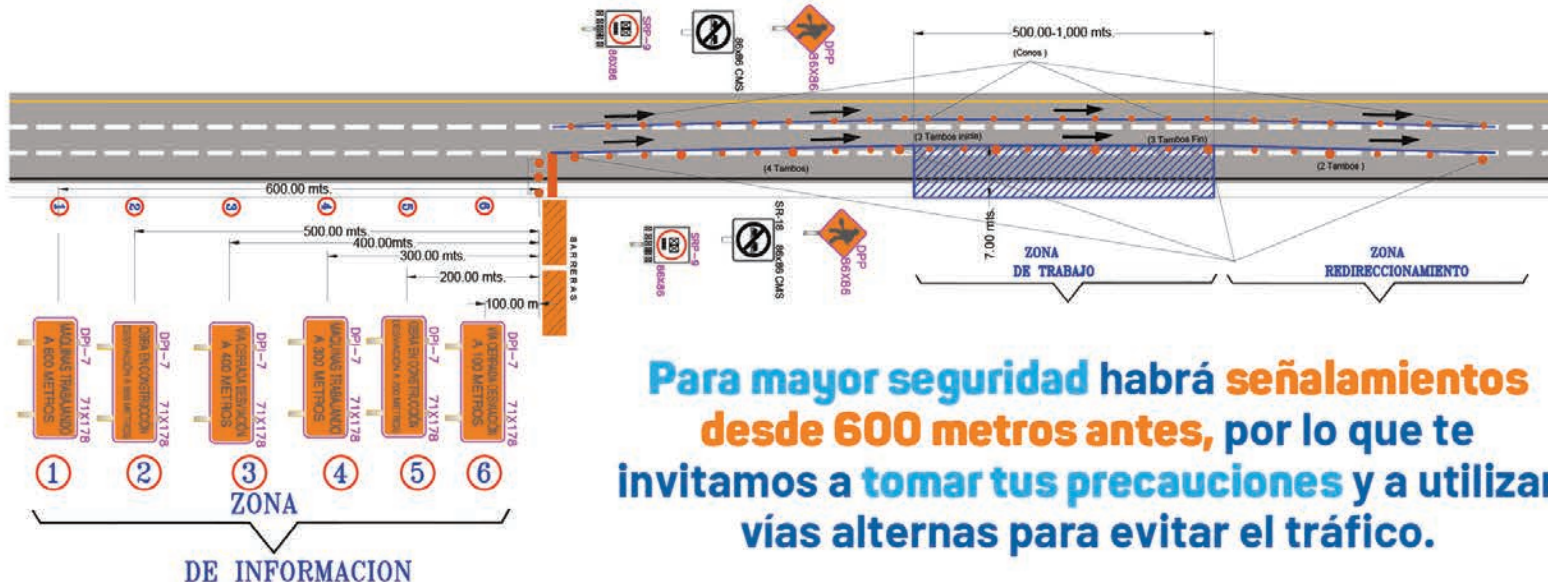 SRP-9
86X86
86x86 CMS
DPP
86X86
500.00-1,000 mts.
(Conos )
(3 Tambos inicia)
(3 Tambos Fin)
(4 Tambos)
(2 Tambos )
600.00 mts.
1
2
3
4
5
6
500.00 mts.
400.00mts.
300.00 mts.
200.00 mts.
100.00 m
BARRERAS
SRP-9
86X86
SR-18 86x86 CMS
DPP
86X86
7.00 mts.
ZONA
DE TRABAJO
ZONA
REDIRECCIONAMIENTO
DPI-7 71X178
MAQUINAS TRABAJANDO
A 600 METROS
DPI-7 71X178
OBRA EN CONSTRUCCION
DESVIACION A 500 METROS
DPI-7 71X178
VIA CERRADA DESVIACIÓN
A 400 METROS
DPI-7 71X178
MAQUINAS TRABAJANDO
A 300 METROS
DPI-7 71X178
OBRA EN CONSTRUCCION
DESVIACION A 200 METROS
DPI-7 71X178
VIA CERRADA DESVIACIÓN
A 100 METROS
1
2
3
4
5
6
ZONA
DE INFORMACION
Para mayor seguridad habrá señalamientos
desde 600 metros antes, por lo que te
invitamos a tomar tus precauciones y a utilizar
vías alternas para evitar el tráfico.